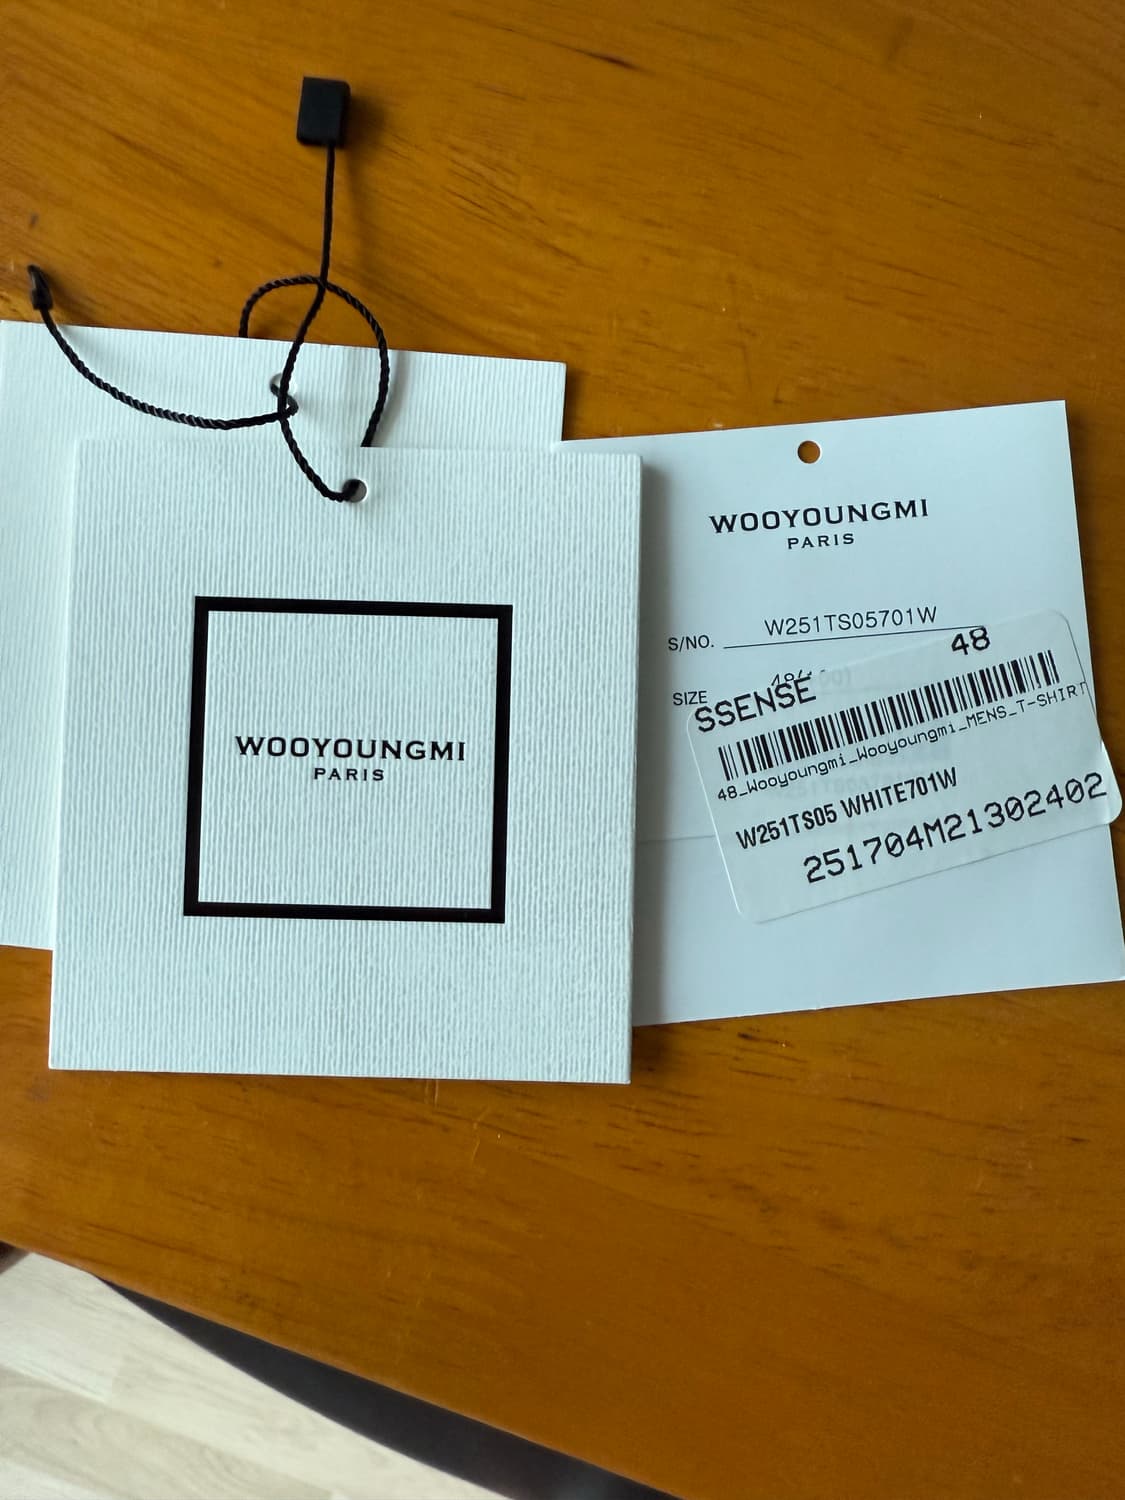 WOOYOUNGMI
PARIS
WOOYOUNGMI
PARIS
S/NO. W251TS05701W
SIZE
48
SSENSE
48_Wooyoungmi_Wooyoungmi_MENS_T-SHIRT
W251TS05 WHITE701W
251704M21302402